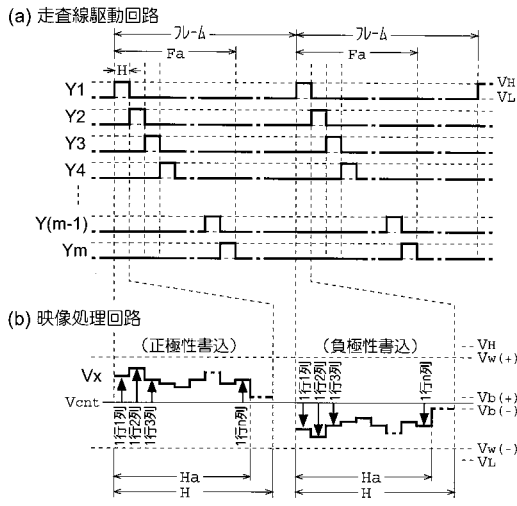 (a) 走査線駆動回路
フレーム フレーム
Fa Fa
H
Y1 VH
VL
Y2
Y3
Y4
Y(m-1)
Ym
(b) 映像処理回路
(正極性書込) (負極性書込)
VH
Vw(+)
Vx
Vcnt
Vb(+)
Vb(-)
1行1列 1行2列 1行3列 1行n列
1行1列 1行2列 1行3列 1行n列
Vw(-)
VL
Ha Ha
H H